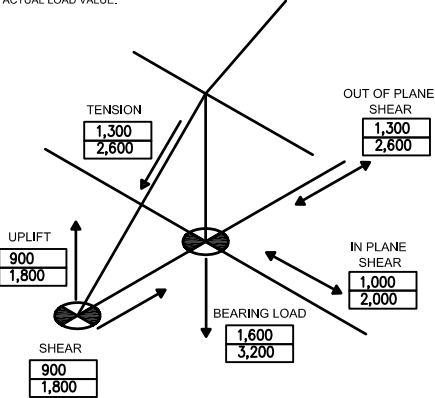 ACTUAL LOAD VALUE.
TENSION
1,300
2,600
OUT OF PLANE
SHEAR
1,300
2,600
UPLIFT
900
1,800
IN PLANE
SHEAR
1,000
2,000
BEARING LOAD
1,600
3,200
SHEAR
900
1,800